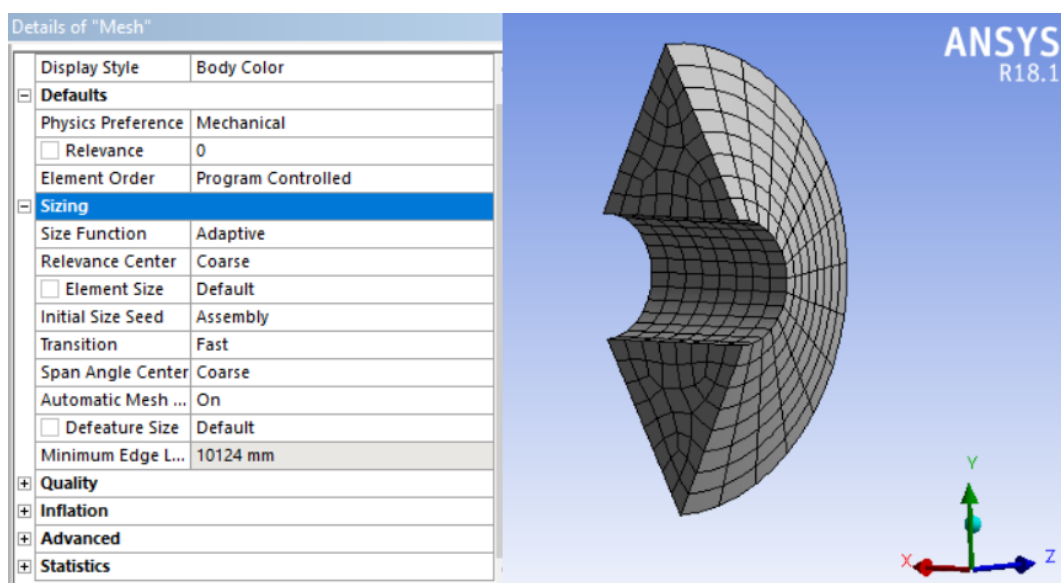 Details of "Mesh"
Display Style Body Color
Defaults
Physics Preference Mechanical
Relevance 0
Element Order Program Controlled
Sizing
Size Function Adaptive
Relevance Center Coarse
Element Size Default
Initial Size Seed Assembly
Transition Fast
Span Angle Center Coarse
Automatic Mesh ... On
Defeature Size Default
Minimum Edge L... 10124 mm
Quality
Inflation
Advanced
Statistics
ANSYS
R18.1
Y
X
Z